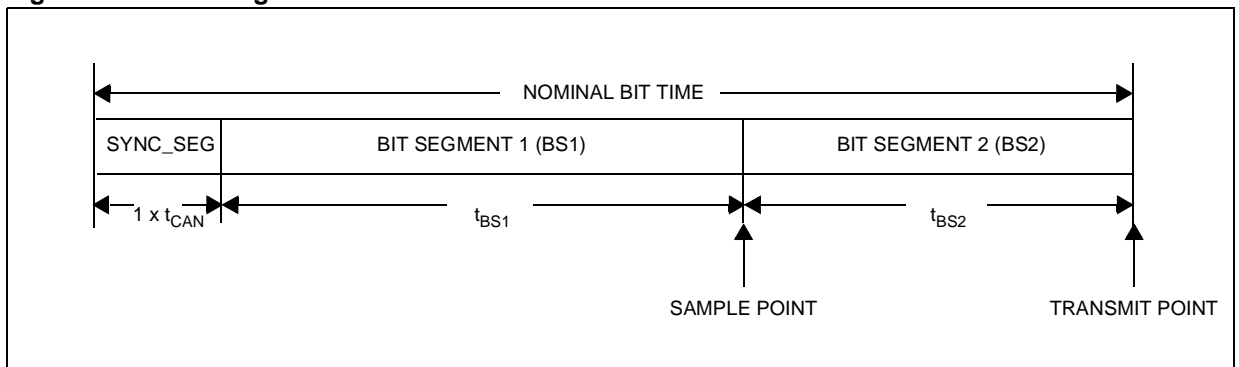 NOMINAL BIT TIME
SYNC_SEG
BIT SEGMENT 1 (BS1)
BIT SEGMENT 2 (BS2)
1 x tCAN
tBS1
tBS2
SAMPLE POINT
TRANSMIT POINT